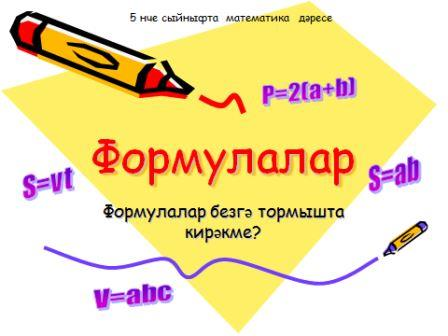 5 нче сыйныфта математика дәресе
P=2(a+b)
Формулалар
S=vt
S=ab
Формулалар безгә тормышта
кирәкме?
V=abc